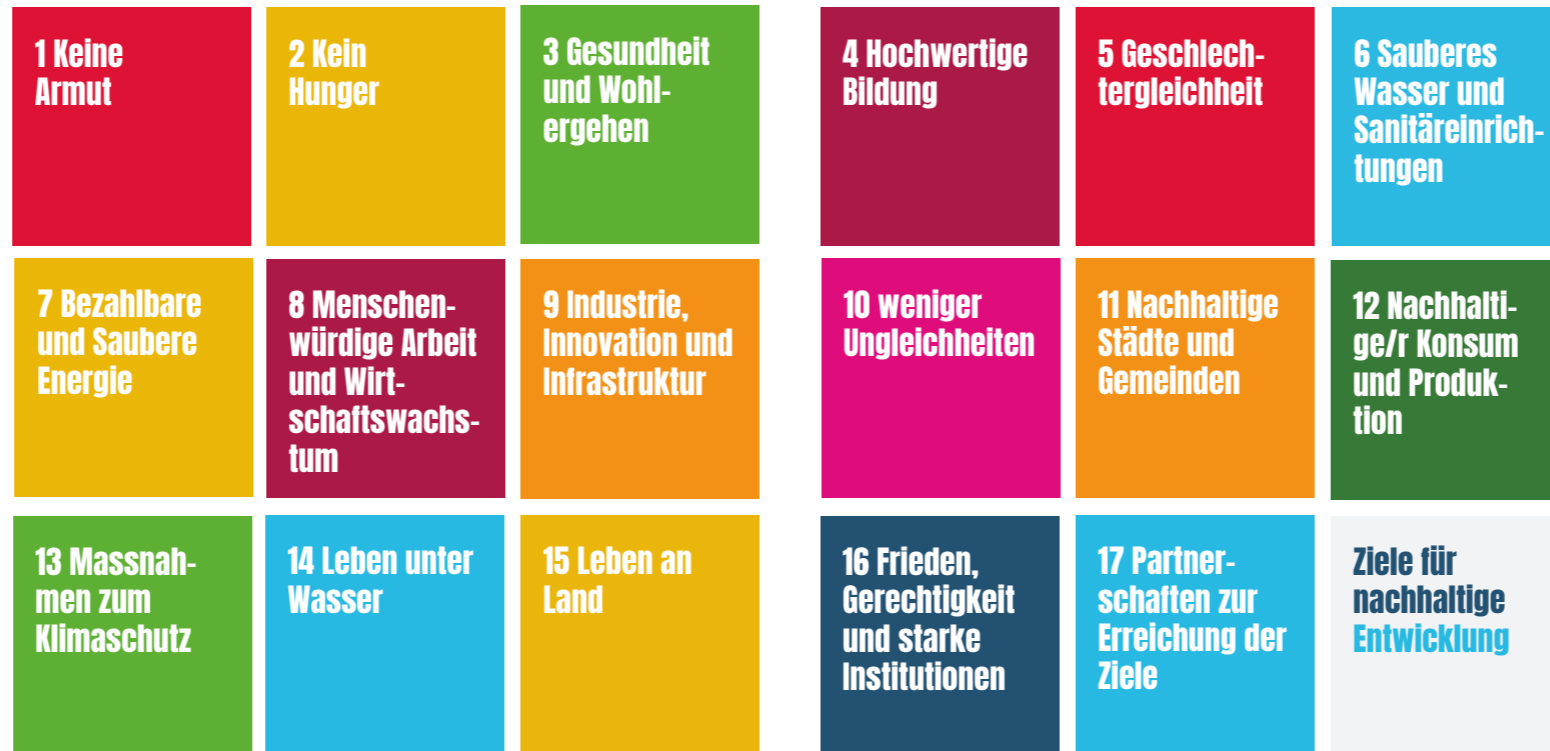 1 Keine
Armut
2 Kein
Hunger
3 Gesundheit
und Wohl-
ergehen
4 Hochwertige
Bildung
5 Geschlech-
tergleichheit
6 Sauberes
Wasser und
Sanitäreinrich-
tungen
7 Bezahlbare
und Saubere
Energie
8 Menschen-
würdige Arbeit
und Wirt-
schaftswachs-
tum
9 Industrie,
Innovation und
Infrastruktur
10 weniger
Ungleichheiten
11 Nachhaltige
Städte und
Gemeinden
12 Nachhalti-
ge/r Konsum
und Produk-
tion
13 Massnah-
men zum
Klimaschutz
14 Leben unter
Wasser
15 Leben an
Land
16 Frieden,
Gerechtigkeit
und starke
Institutionen
17 Partner-
schaften zur
Erreichung der
Ziele
Ziele für
nachhaltige
Entwicklung